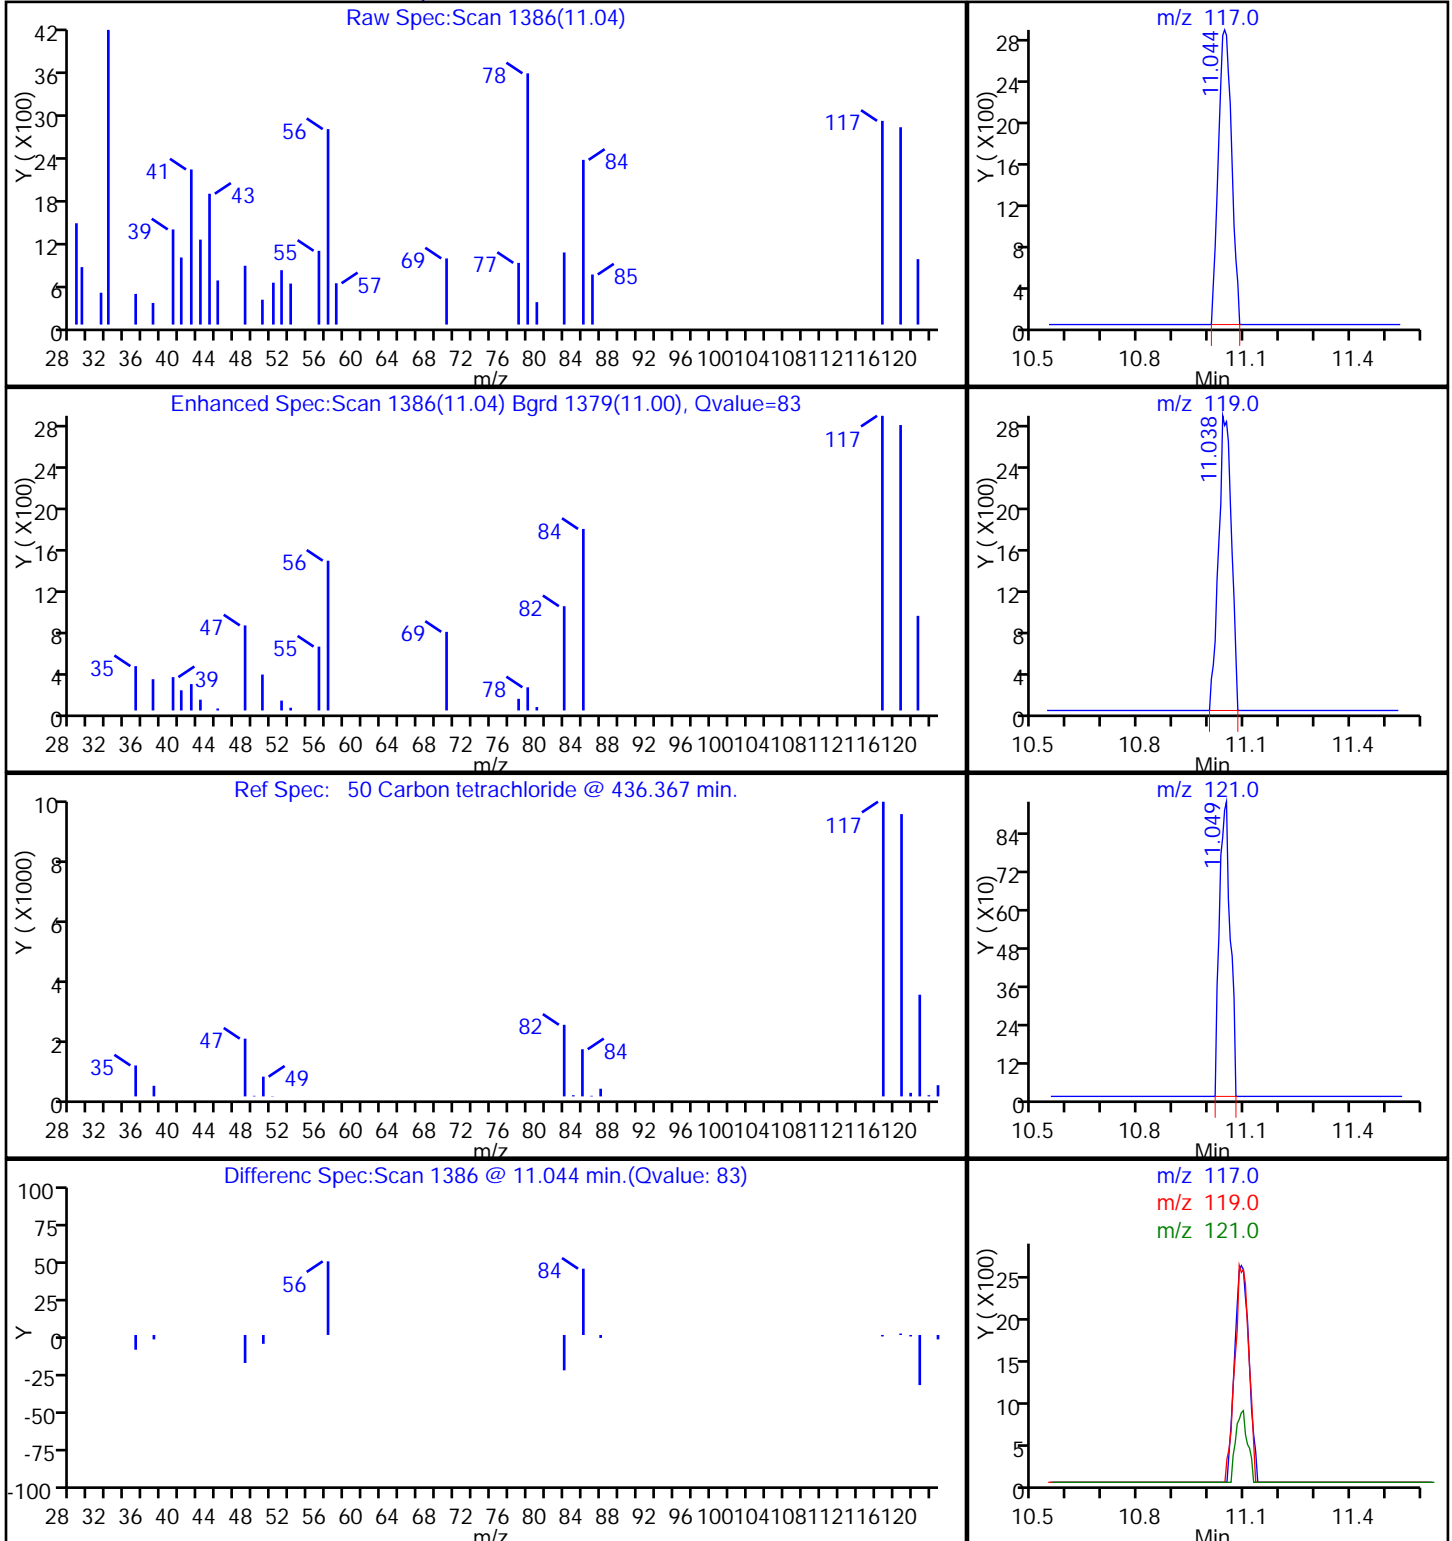 Raw Spec:Scan 1386(11.04)
Y ( X100)
42
36
30
24
18
12
6
0
41
43
39
56
55
57
69
78
77
84
85
117
28 32 36 40 44 48 52 56 60 64 68 72 76 80 84 88 92 96 100104108112116120
m/z
m/z 117.0
Y ( X100)
28
24
20
16
12
8
4
0
11.044
10.5 10.8 11.1 11.4
Min
Enhanced Spec:Scan 1386(11.04) Bgrd 1379(11.00), Qvalue=83
Y ( X100)
28
24
20
16
12
8
4
0
35
39
47
55
56
69
78
82
84
117
28 32 36 40 44 48 52 56 60 64 68 72 76 80 84 88 92 96 100104108112116120
m/z
m/z 119.0
Y ( X100)
28
24
20
16
12
8
4
0
11.038
10.5 10.8 11.1 11.4
Min
Ref Spec: 50 Carbon tetrachloride @ 436.367 min.
Y ( X1000)
10
8
6
4
2
0
35
47
49
82
84
117
28 32 36 40 44 48 52 56 60 64 68 72 76 80 84 88 92 96 100104108112116120
m/z
m/z 121.0
Y ( X10)
84
72
60
48
36
24
12
0
11.049
10.5 10.8 11.1 11.4
Min
Differenc Spec:Scan 1386 @ 11.044 min.(Qvalue: 83)
Y
100
75
50
25
0
-25
-50
-75
-100
56
84
28 32 36 40 44 48 52 56 60 64 68 72 76 80 84 88 92 96 100104108112116120
m/z
m/z 117.0
m/z 119.0
m/z 121.0
Y ( X100)
25
20
15
10
5
0
10.5 10.8 11.1 11.4
Min